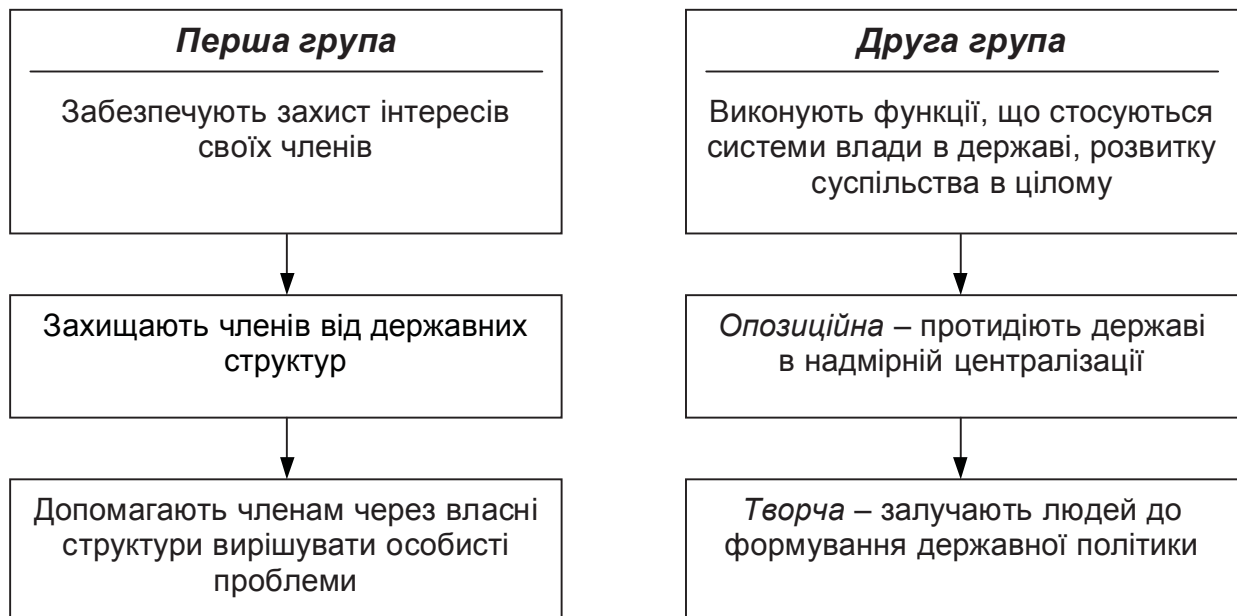 Перша група
Забезпечують захист інтересів
своїх членів
Захищають членів від державних
структур
Допомагають членам через власні
структури вирішувати особисті
проблеми
Друга група
Виконують функції, що стосуються
системи влади в державі, розвитку
суспільства в цілому
Опозиційна – протидіють державі
в надмірній централізації
Творча – залучають людей до
формування державної політики